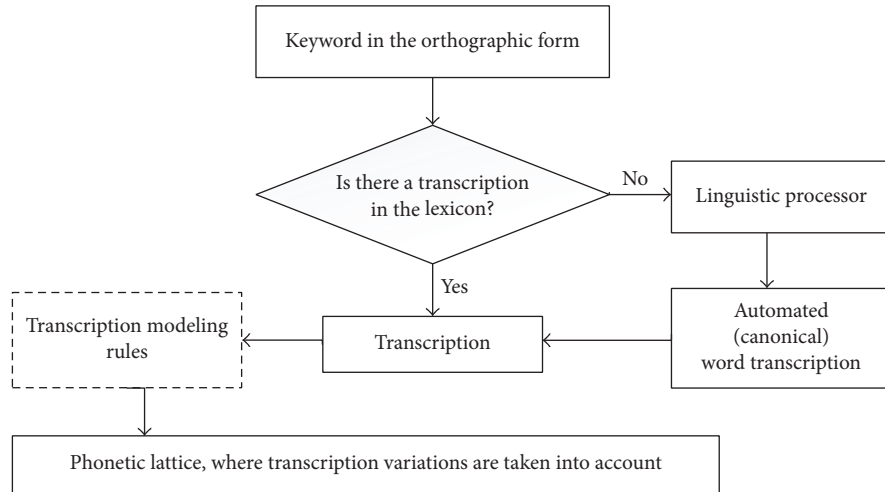 Keyword in the orthographic form
Is there a transcription
in the lexicon?
No
Linguistic processor
Yes
Transcription modeling
rules
Transcription
Automated
(canonical)
word transcription
Phonetic lattice, where transcription variations are taken into account